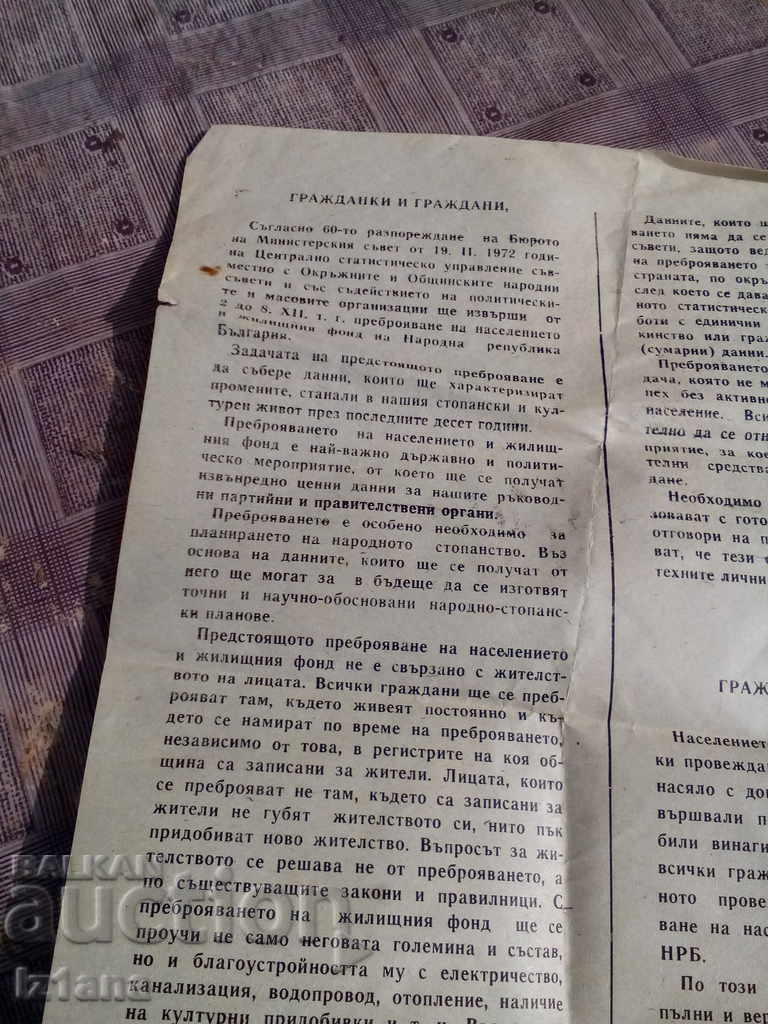 ГРАЖДАНКИ И ГРАЖДАНИ,
Съгласно 60-то разпореждане на Бюрото
на Министерския съвет от 19. II. 1972 годи-
на Централно статистическо управление съв-
местно с Окръжните и Общинските народни
съвети и със съдействието на политически-
те и масовите организации ще извърши от
2 до 8. XII. т. г. преброяване на населението
и жилищния фонд на Народна република
България.
Задачата на предстоящото преброяване е
да събере данни, които ще характеризират
промените, станали в нашия стопански и кул-
турен живот през последните десет години.
Преброяването на населението и жилищ-
ния фонд е най-важно държавно и полити-
ческо мероприятие, от което ще се получат
извънредно ценни данни за нашите ръковод-
ни партийни и правителствени органи.
Преброяването е особено необходимо за
планирането на народното стопанство. Въз
основа на данните, които ще се получат от
него ще могат за в бъдеще да се изготвят
точни и научно-обосновани народно-стопанс-
ки планове.
Предстоящото преброяване на населението
и жилищния фонд не е свързано с жителст-
вото на лицата. Всички граждани ще се преб-
рояват там, където живеят постоянно и къ-
дето се намират по време на преброяването,
независимо от това, в регистрите на коя об-
щина са записани за жители. Лицата, които
се преброяват не там, където са записани за
жители не губят жителството си, нито пък
придобиват ново жителство. Въпросът за жи-
телството се решава не от преброяването, а
по съществуващите закони и правилници. С
преброяването на жилищния фонд ще се
проучи не само неговата големина и състав,
но и благоустройството му с електричество,
канализация, водопровод, отопление, наличие
на културни придобивки и т. н.
Данните, които
ването няма да се
съвети, защото вед
на преброяването
страната, по окръ
след което се дава
ното статистическ
боти с единични
кинство или гра
(сумарни) данни.
Преброяването
дача, която не м
пех без активно
население. Вси
телно да се отн
приятие, за кое
телни средства
дане.
Необходимо
зовават с гото
отговори на п
ват, че тези
техните лични
ГРАЖ
Населението
ки провеждат
насяло с до
вършвали п
били винаги
всички граж
ното прове
ване на нас
НРБ.
По този
пълни и вер
BALKAN
auction
iz1ana